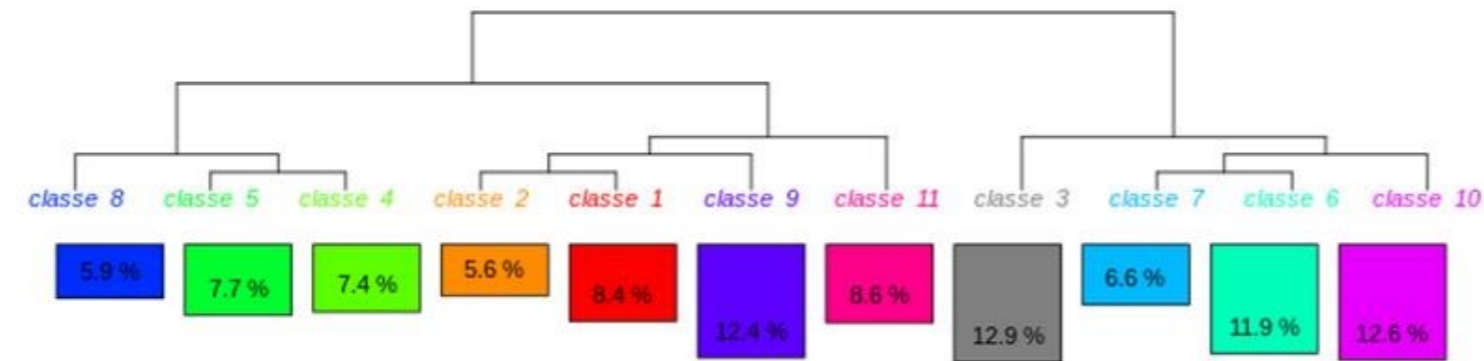 classe 8 classe 5 classe 4 classe 2 classe 1 classe 9 classe 11 classe 3 classe 7 classe 6 classe 10
5.9 % 7.7 % 7.4 % 5.6 % 8.4 % 12.4 % 8.6 % 12.9 % 6.6 % 11.9 % 12.6 %